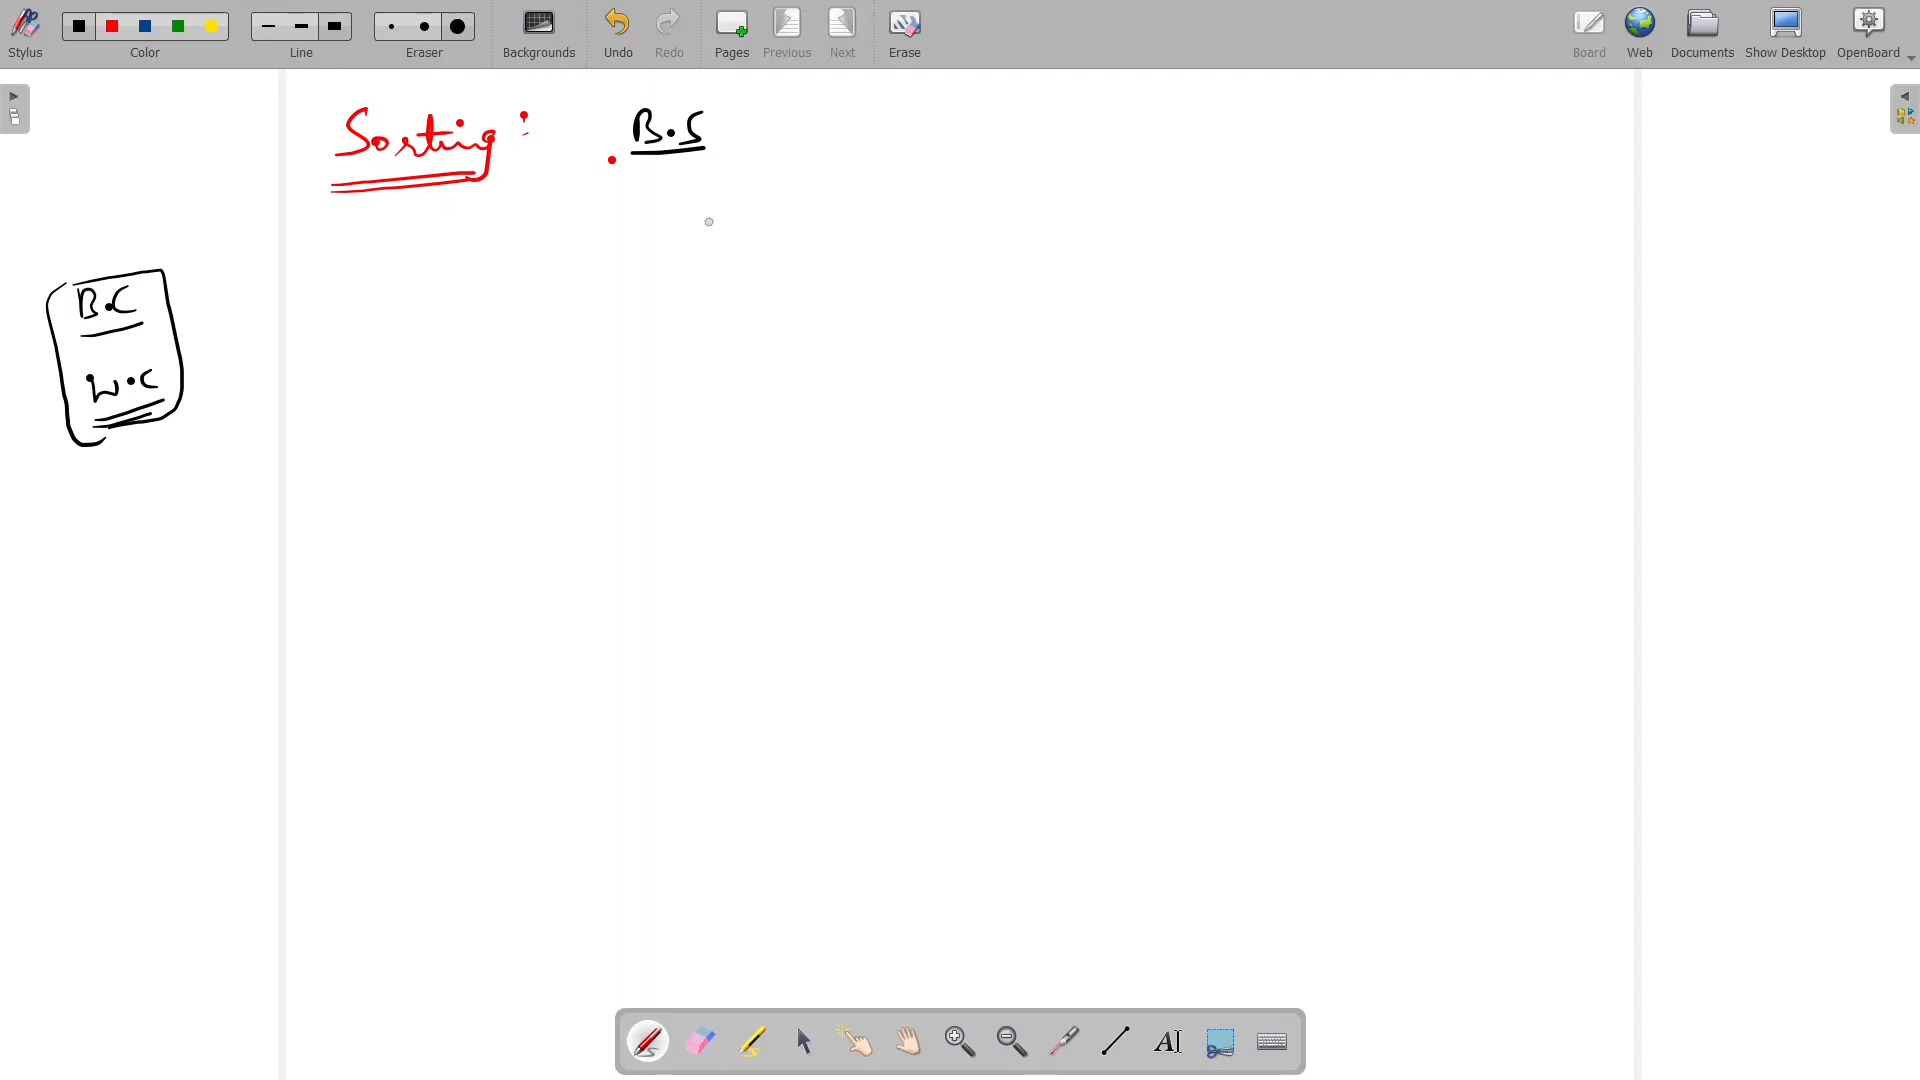 Stylus
Color
Line
Eraser
Backgrounds
Undo
Redo
Pages
Previous
Next
Erase
Board
Web
Documents
Show Desktop
OpenBoard
Sorting :
B.S
B.C
W.C